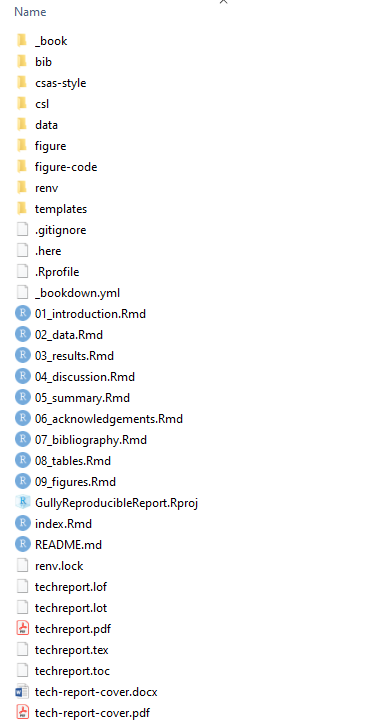 Name
_book
bib
csas-style
csl
data
figure
figure-code
renv
templates
.gitignore
.here
.Rprofile
_bookdown.yml
01_introduction.Rmd
02_data.Rmd
03_results.Rmd
04_discussion.Rmd
05_summary.Rmd
06_acknowledgements.Rmd
07_bibliography.Rmd
08_tables.Rmd
09_figures.Rmd
GullyReproducibleReport.Rproj
index.Rmd
README.md
renv.lock
techreport.lof
techreport.lot
techreport.pdf
techreport.tex
techreport.toc
tech-report-cover.docx
tech-report-cover.pdf